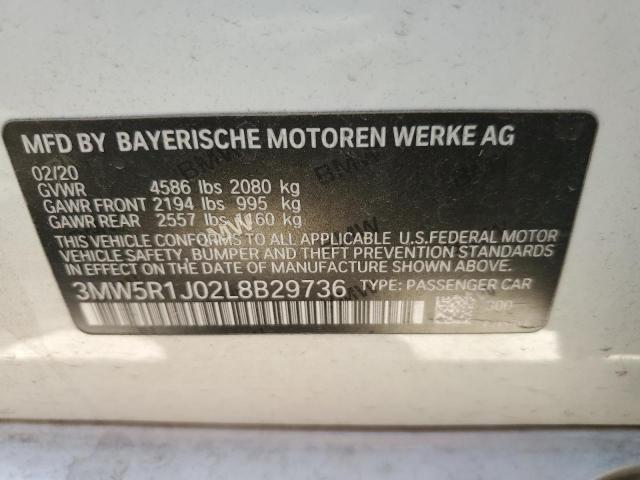 MFD BY BAYERISCHE MOTOREN WERKE AG
02/20
GVWR 4586 lbs 2080 kg
GAWR FRONT 2194 lbs 995 kg
GAWR REAR 2557 lbs 1160 kg
THIS VEHICLE CONFORMS TO ALL APPLICABLE U.S.FEDERAL MOTOR
VEHICLE SAFETY, BUMPER AND THEFT PREVENTION STANDARDS
IN EFFECT ON THE DATE OF MANUFACTURE SHOWN ABOVE.
3MW5R1J02L8B29736 TYPE: PASSENGER CAR
300